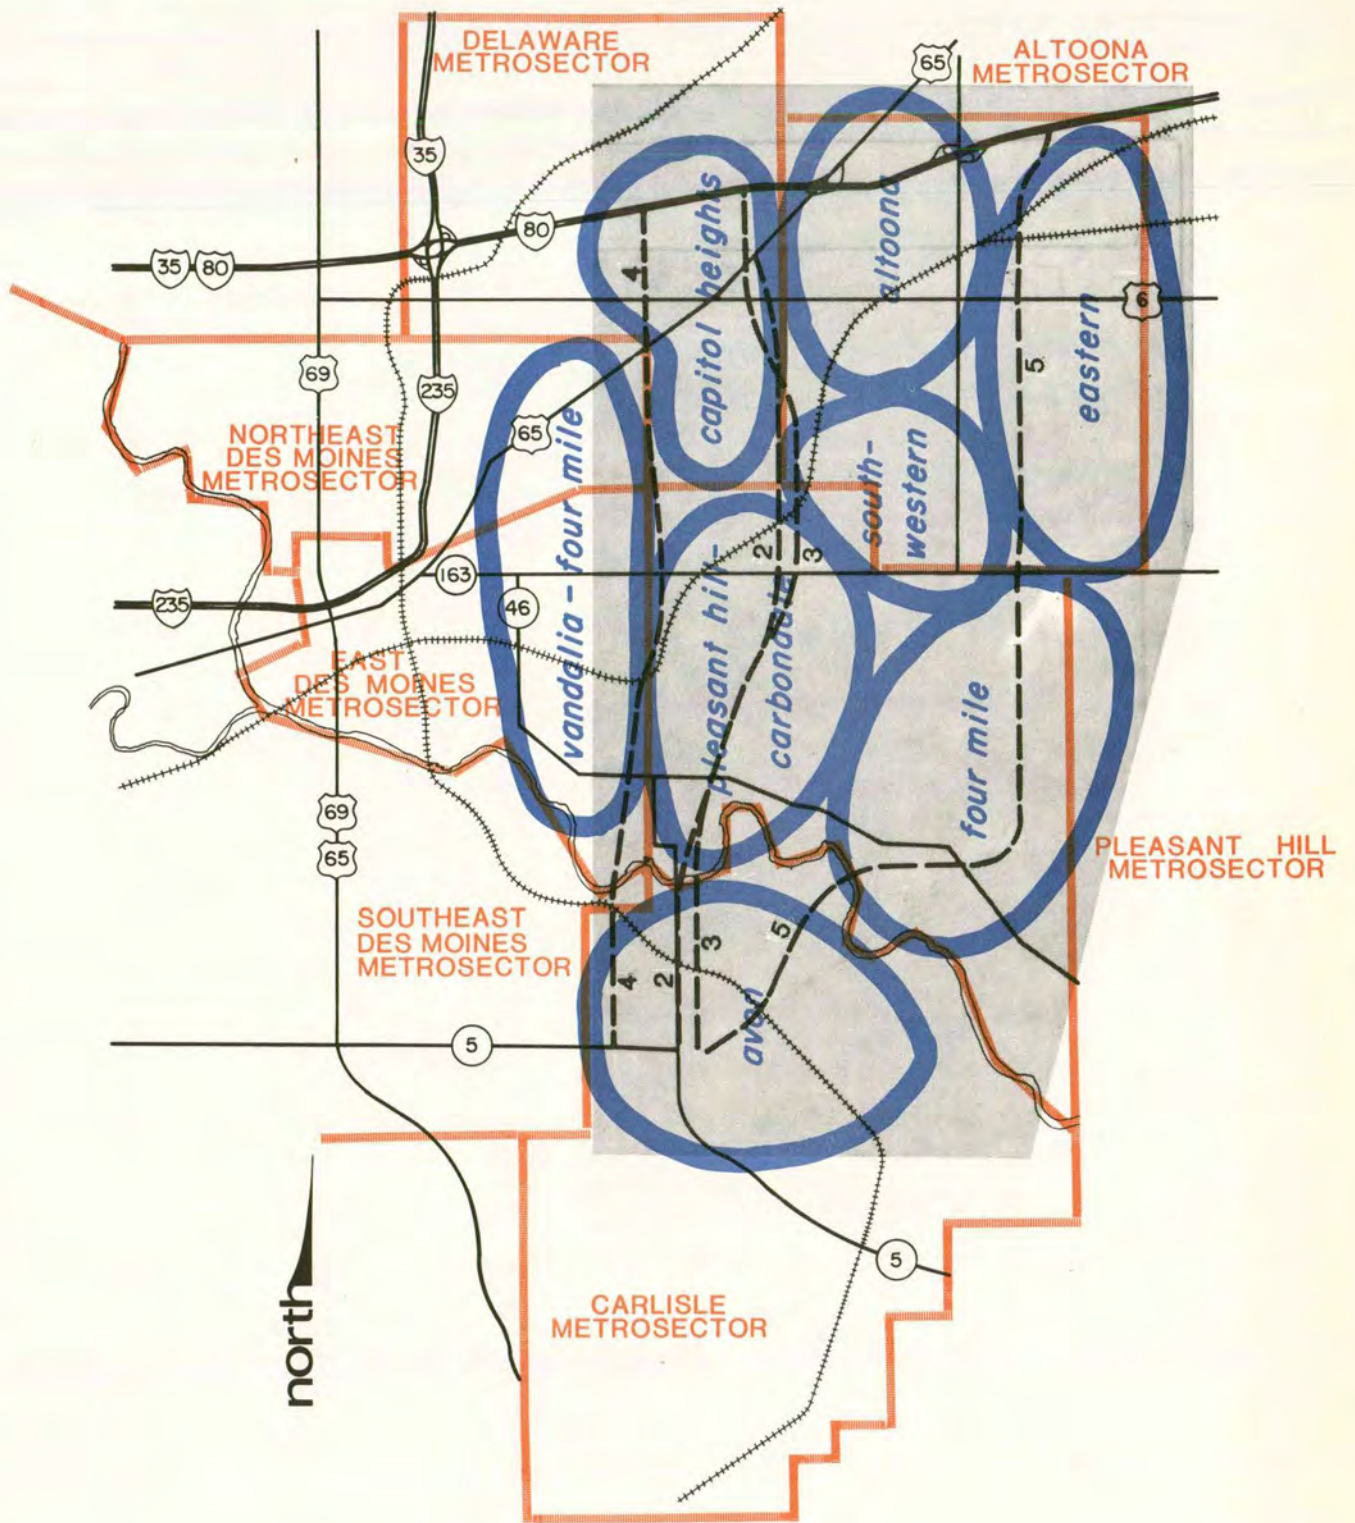 DELAWARE
METROSECTOR
65
ALTOONA
METROSECTOR
35
80
35 80
4
capitol heights
altoona
6
eastern
5
69
235
65
NORTHEAST
DES MOINES
METROSECTOR
vandalia - four mile
south-
western
2
3
163
235
46
pleasant hill-
carbondale
EAST
DES MOINES
METROSECTOR
four mile
69
65
PLEASANT HILL
METROSECTOR
SOUTHEAST
DES MOINES
METROSECTOR
5
3
4
2
avon
5
north
5
CARLISLE
METROSECTOR